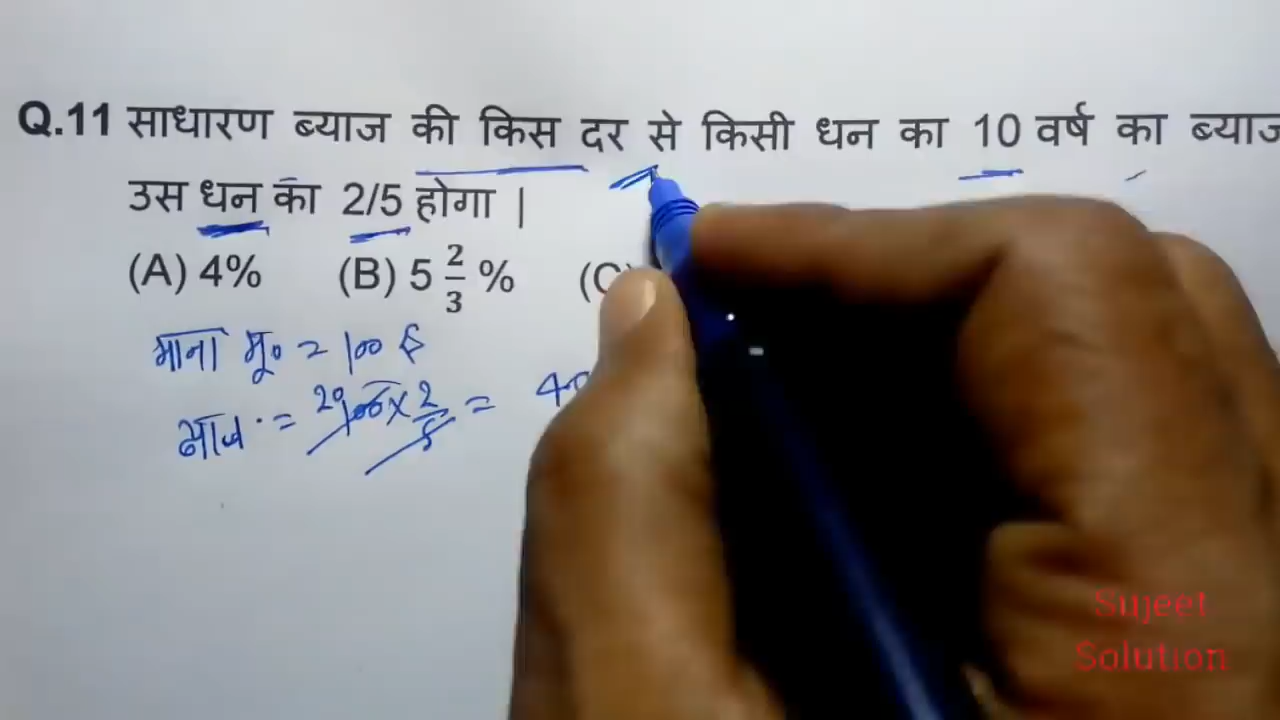 Q.11 साधारण ब्याज की किस दर से किसी धन का 10 वर्ष का ब्याज
उस धन का 2/5 होगा |
(A) 4% (B) 5 2/3 % (C)
माना मू० = 100 ₹
ब्याज = 20 100 × 2/5 = 40
Sujeet
Solution